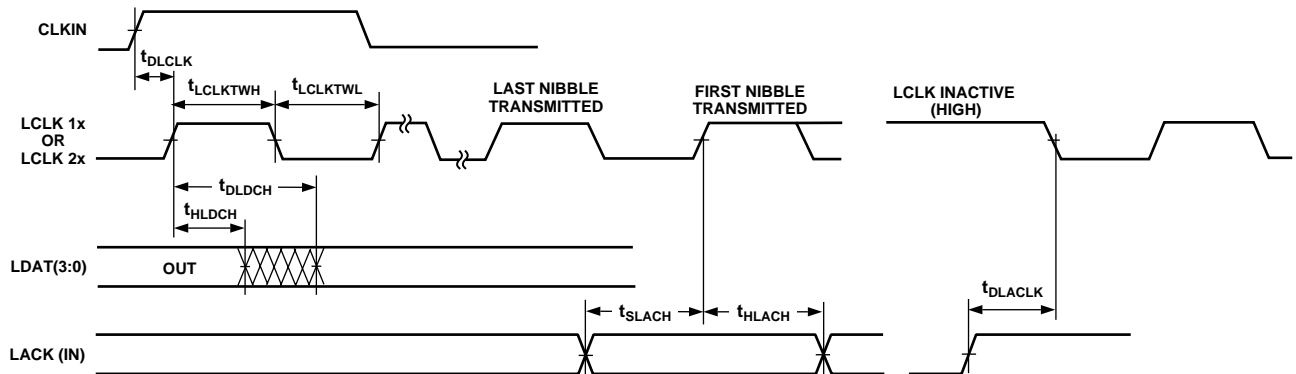 CLKIN
tDLCLK
tLCLKTWH
tLCLKTWL
LAST NIBBLE
TRANSMITTED
FIRST NIBBLE
TRANSMITTED
LCLK INACTIVE
(HIGH)
LCLK 1x
OR
LCLK 2x
tDLDCH
tHLDCH
LDAT(3:0)
OUT
tSLACH
tHLACH
tDLACLK
LACK (IN)